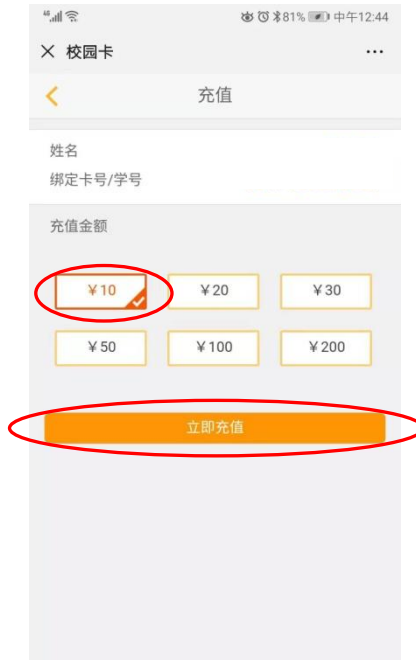 46 81% 中午12:44
校园卡 ...
充值
姓名
绑定卡号/学号
充值金额
￥10 ￥20 ￥30
￥50 ￥100 ￥200
立即充值